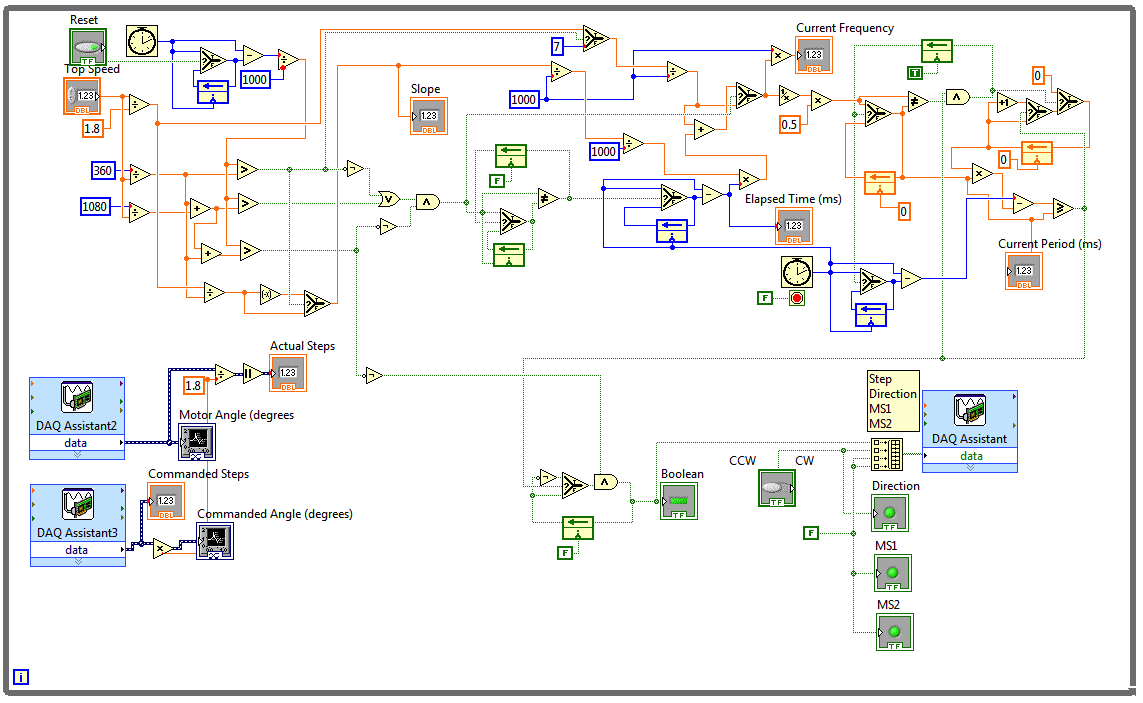 Reset
TF
Top Speed
1.23
DBL
1.8
360
1080
1000
Slope
1.23
DBL
7
1000
1000
F
Current Frequency
1.23
DBL
0.5
T
0
0
0
+1
Elapsed Time (ms)
1.23
DBL
F
Current Period (ms)
1.23
DBL
Actual Steps
1.23
DBL
1.8
DAQ Assistant2
data
Motor Angle (degrees
Commanded Steps
1.23
DBL
DAQ Assistant3
data
Commanded Angle (degrees)
F
Boolean
TF
CCW
CW
TF
Step
Direction
MS1
MS2
DAQ Assistant
data
Direction
TF
F
MS1
TF
MS2
TF
i